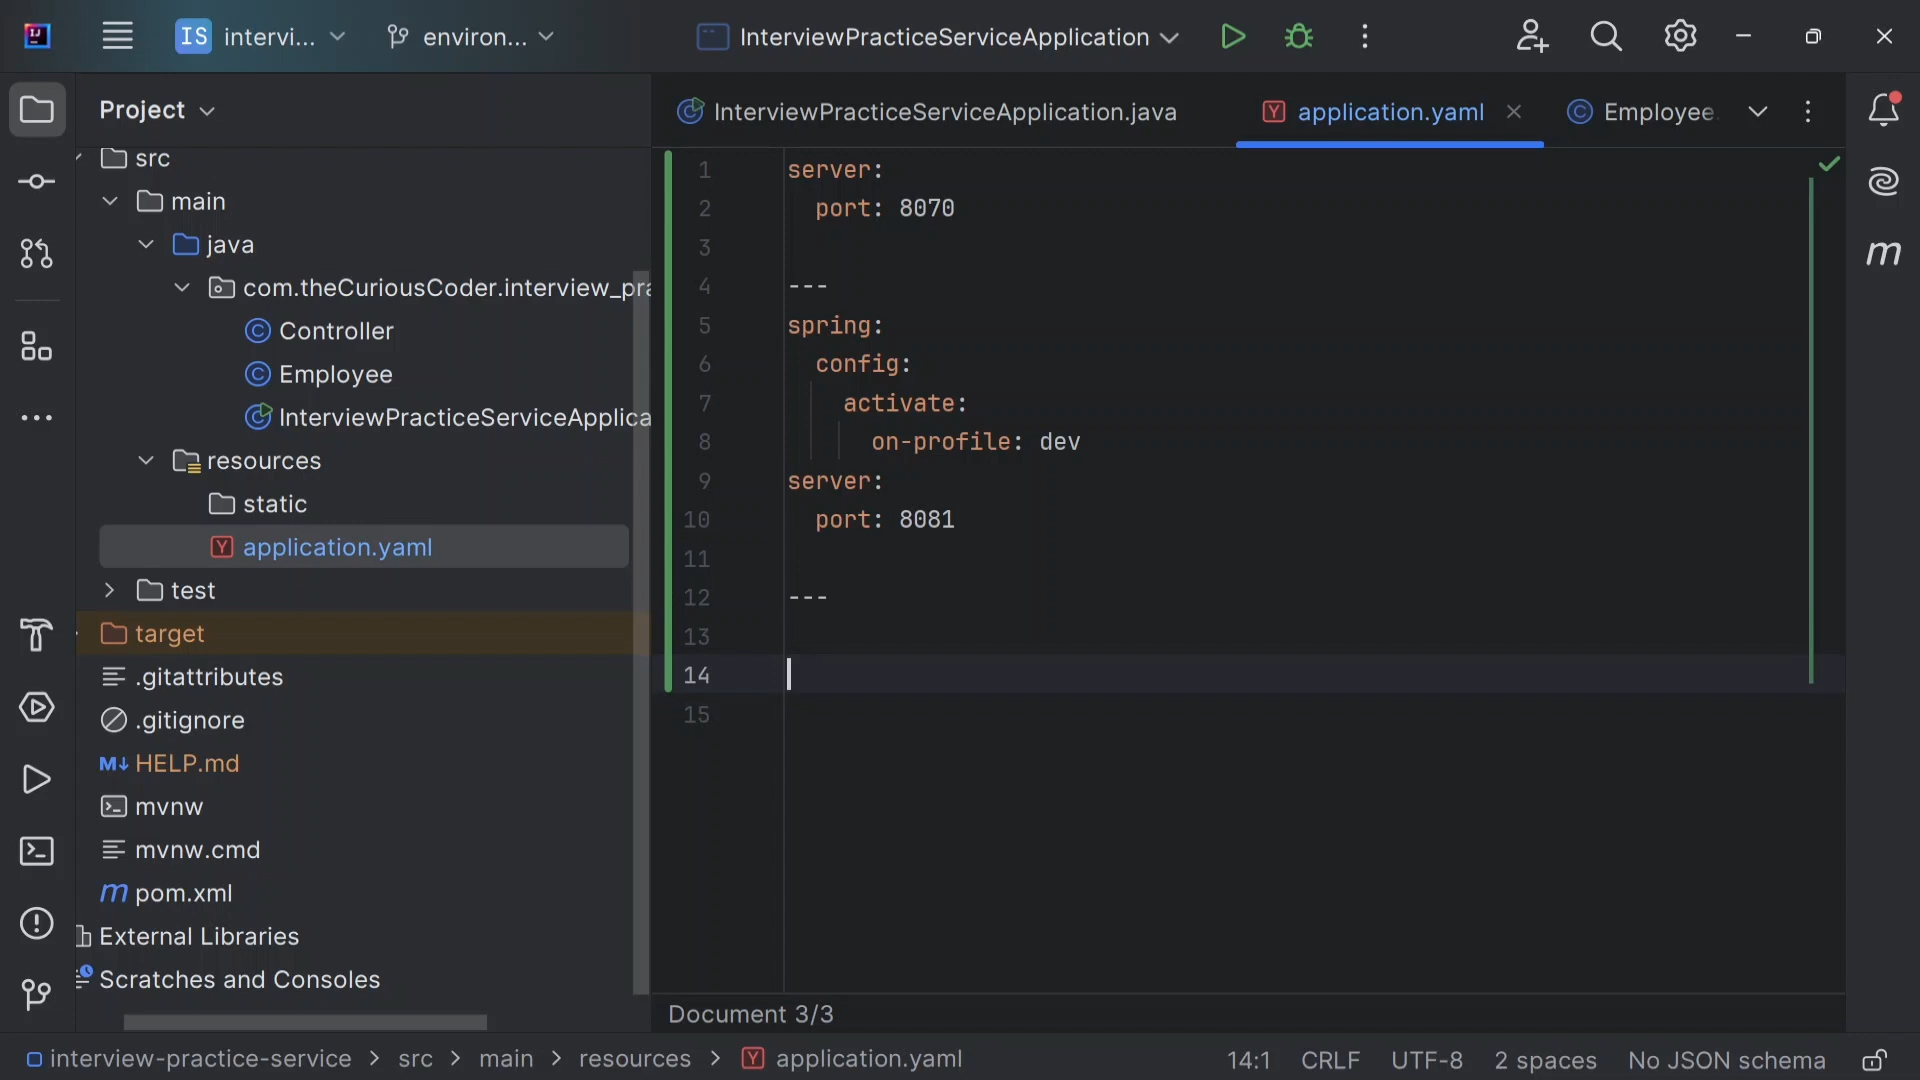 IS intervi...
environ...
InterviewPracticeServiceApplication
Project
InterviewPracticeServiceApplication.java
application.yaml
Employee
src
main
java
com.theCuriousCoder.interview_pra
Controller
Employee
InterviewPracticeServiceApplica
resources
static
application.yaml
test
target
.gitattributes
.gitignore
M↓ HELP.md
mvnw
mvnw.cmd
m pom.xml
External Libraries
Scratches and Consoles
1 server:
2   port: 8070
3
4 ---
5 spring:
6   config:
7     activate:
8       on-profile: dev
9 server:
10   port: 8081
11
12 ---
13
14
15
Document 3/3
m
interview-practice-service > src > main > resources > Y application.yaml
14:1 CRLF UTF-8 2 spaces No JSON schema